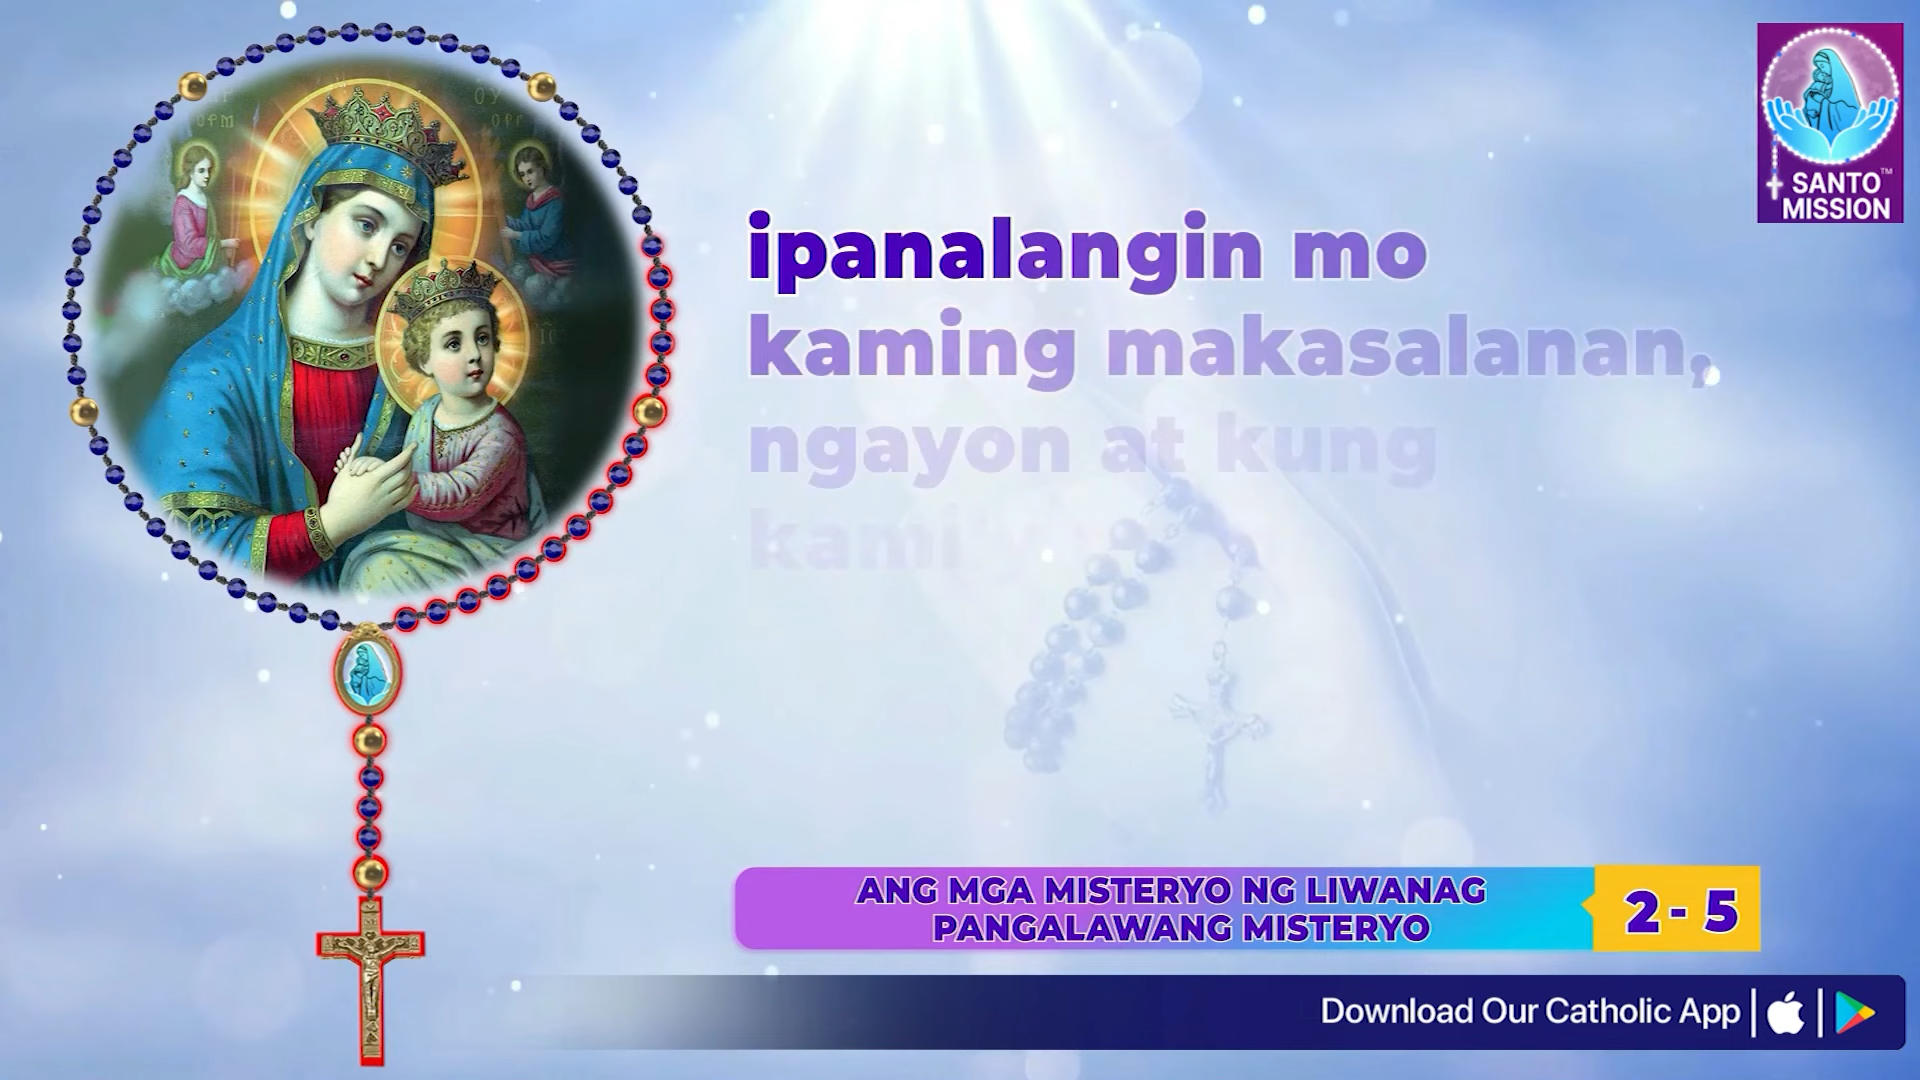 SANTO
MISSION
ipanalangin mo
kaming makasalanan,
ngayon at kung
ANG MGA MISTERYO NG LIWANAG
PANGALAWANG MISTERYO
2 - 5
Download Our Catholic App